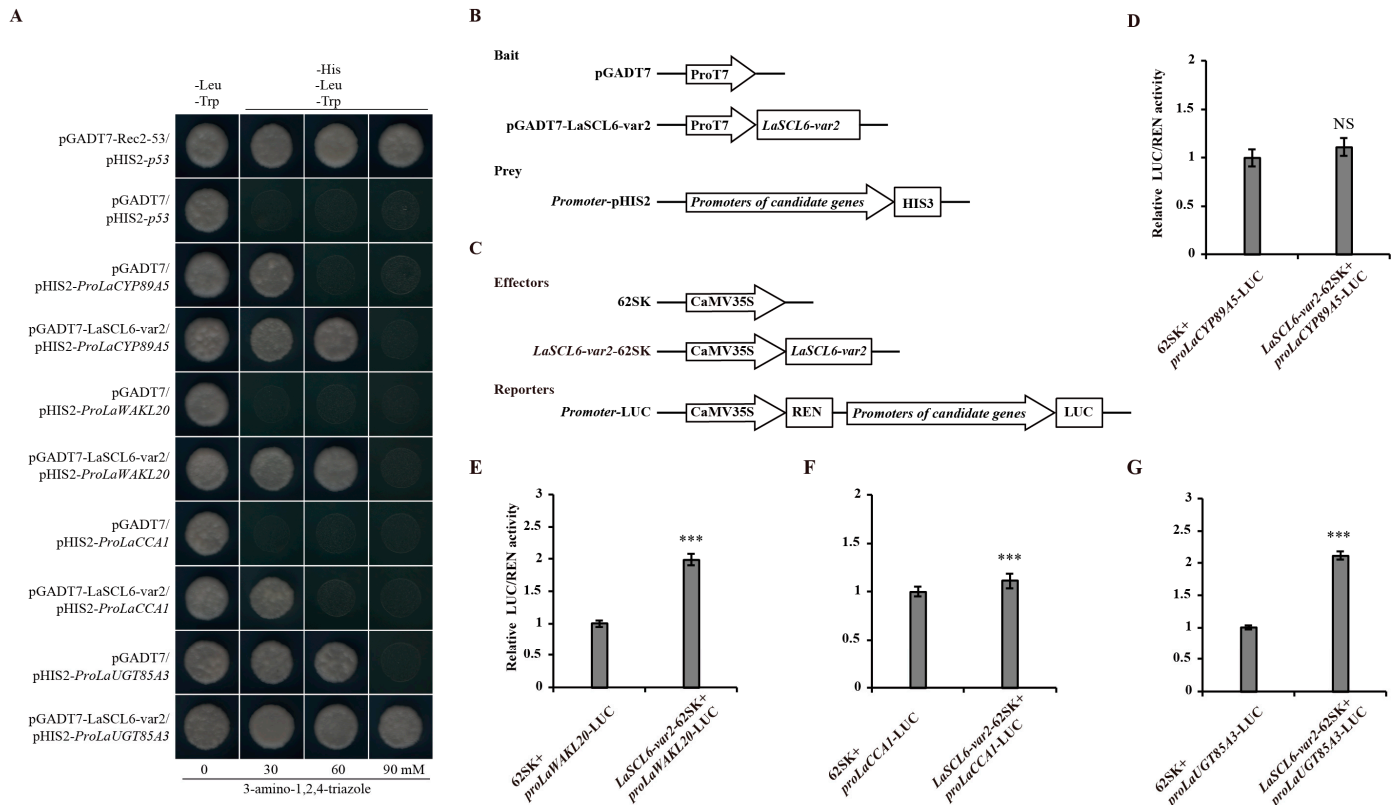 A
-Leu
-Trp
-His
-Leu
-Trp
pGADT7-Rec2-53/
pHIS2-p53
pGADT7/
pHIS2-p53
pGADT7/
pHIS2-ProLaCYP89A5
pGADT7-LaSCL6-var2/
pHIS2-ProLaCYP89A5
pGADT7/
pHIS2-ProLaWAKL20
pGADT7-LaSCL6-var2/
pHIS2-ProLaWAKL20
pGADT7/
pHIS2-ProLaCCA1
pGADT7-LaSCL6-var2/
pHIS2-ProLaCCA1
pGADT7/
pHIS2-ProLaUGT85A3
pGADT7-LaSCL6-var2/
pHIS2-ProLaUGT85A3
0 30 60 90 mM
3-amino-1,2,4-triazole
B
Bait
pGADT7 ProT7
pGADT7-LaSCL6-var2 ProT7 LaSCL6-var2
Prey
Promoter-pHIS2 Promoters of candidate genes HIS3
C
Effectors
62SK CaMV35S
LaSCL6-var2-62SK CaMV35S LaSCL6-var2
Reporters
Promoter-LUC CaMV35S REN Promoters of candidate genes LUC
D
Relative LUC/REN activity
2
1.5
1
0.5
0
NS
62SK+
proLaCYP89A5-LUC
LaSCL6-var2-62SK+
proLaCYP89A5-LUC
E
Relative LUC/REN activity
3
2.5
2
1.5
1
0.5
0
***
62SK+
proLaWAKL20-LUC
LaSCL6-var2-62SK+
proLaWAKL20-LUC
F
2
1.5
1
0.5
0
***
62SK+
proLaCCA1-LUC
LaSCL6-var2-62SK+
proLaCCA1-LUC
G
3
2.5
2
1.5
1
0.5
0
***
62SK+
proLaUGT85A3-LUC
LaSCL6-var2-62SK+
proLaUGT85A3-LUC